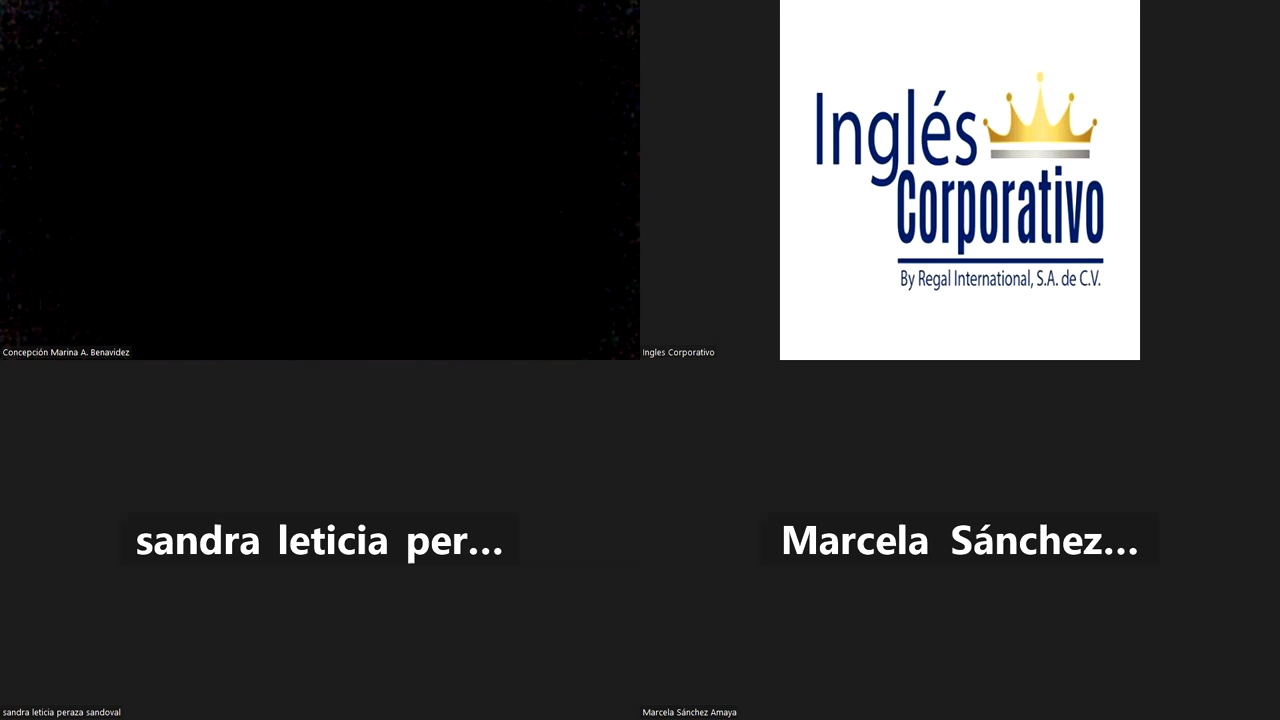 Inglés
Corporativo
By Regal International, S.A. de C.V.
Concepción Marina A. Benavidez
Ingles Corporativo
sandra leticia per...
Marcela Sánchez...
sandra leticia peraza sandoval
Marcela Sánchez Amaya